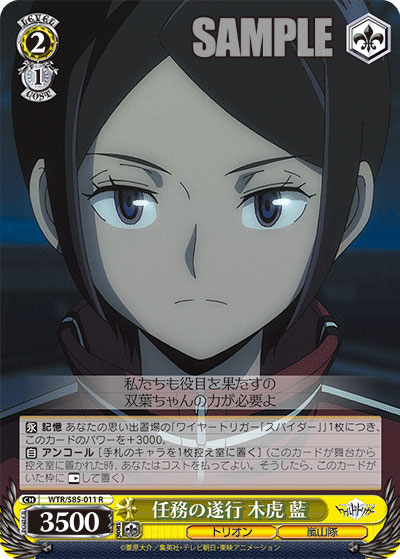 LEVEL
2
SAMPLE
1
COST
私たちも役目を果たすの
双葉ちゃんの力が必要よ
永 記憶 あなたの思い出置場の「ワイヤートリガー「スパイダー」」1枚につき、
このカードのパワーを+3000。
自 アンコール [手札のキャラを1枚控え室に置く] (このカードが舞台から
控え室に置かれた時、あなたはコストを払ってよい。そうしたら、このカードがい
た枠に レストして置く)
WTR/S85-011 R
POWER
3500
任務の遂行 木虎 藍
トリオン
嵐山隊
©葦原大介/集英社・テレビ朝日・東映アニメーション